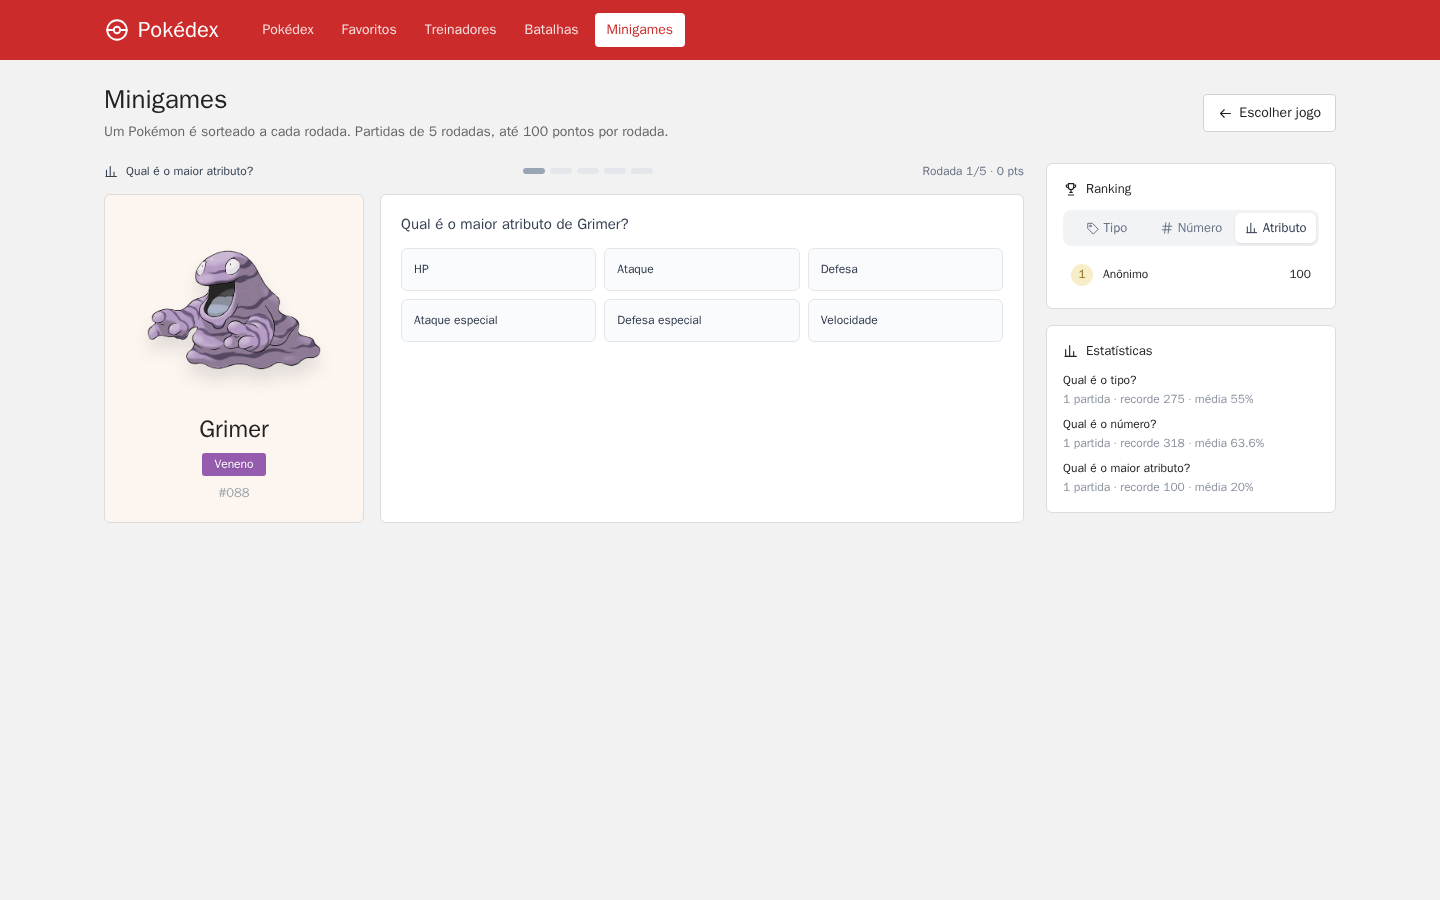 Pokédex
Pokédex
Favoritos
Treinadores
Batalhas
Minigames
Minigames
Um Pokémon é sorteado a cada rodada. Partidas de 5 rodadas, até 100 pontos por rodada.
Escolher jogo
Qual é o maior atributo?
Rodada 1/5 · 0 pts
Grimer
Veneno
#088
Qual é o maior atributo de Grimer?
HP
Ataque
Defesa
Ataque especial
Defesa especial
Velocidade
Ranking
Tipo
Número
Atributo
1 Anônimo 100
Estatísticas
Qual é o tipo?
1 partida · recorde 275 · média 55%
Qual é o número?
1 partida · recorde 318 · média 63.6%
Qual é o maior atributo?
1 partida · recorde 100 · média 20%